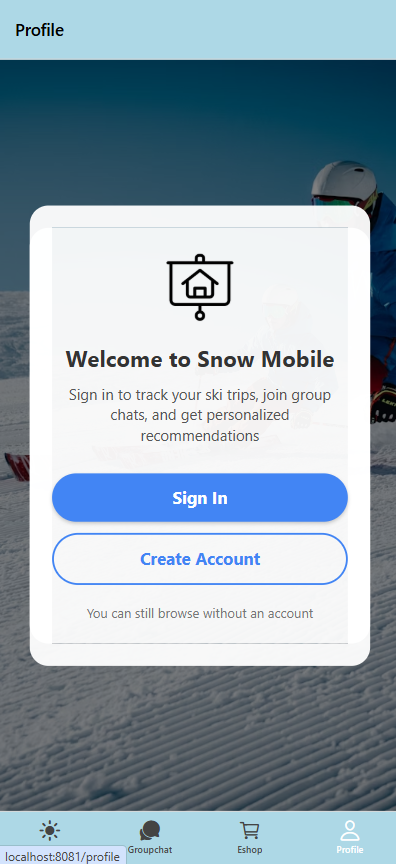 Profile
Welcome to Snow Mobile
Sign in to track your ski trips, join group
chats, and get personalized
recommendations
Sign In
Create Account
You can still browse without an account
Groupchat
Eshop
Profile
localhost:8081/profile